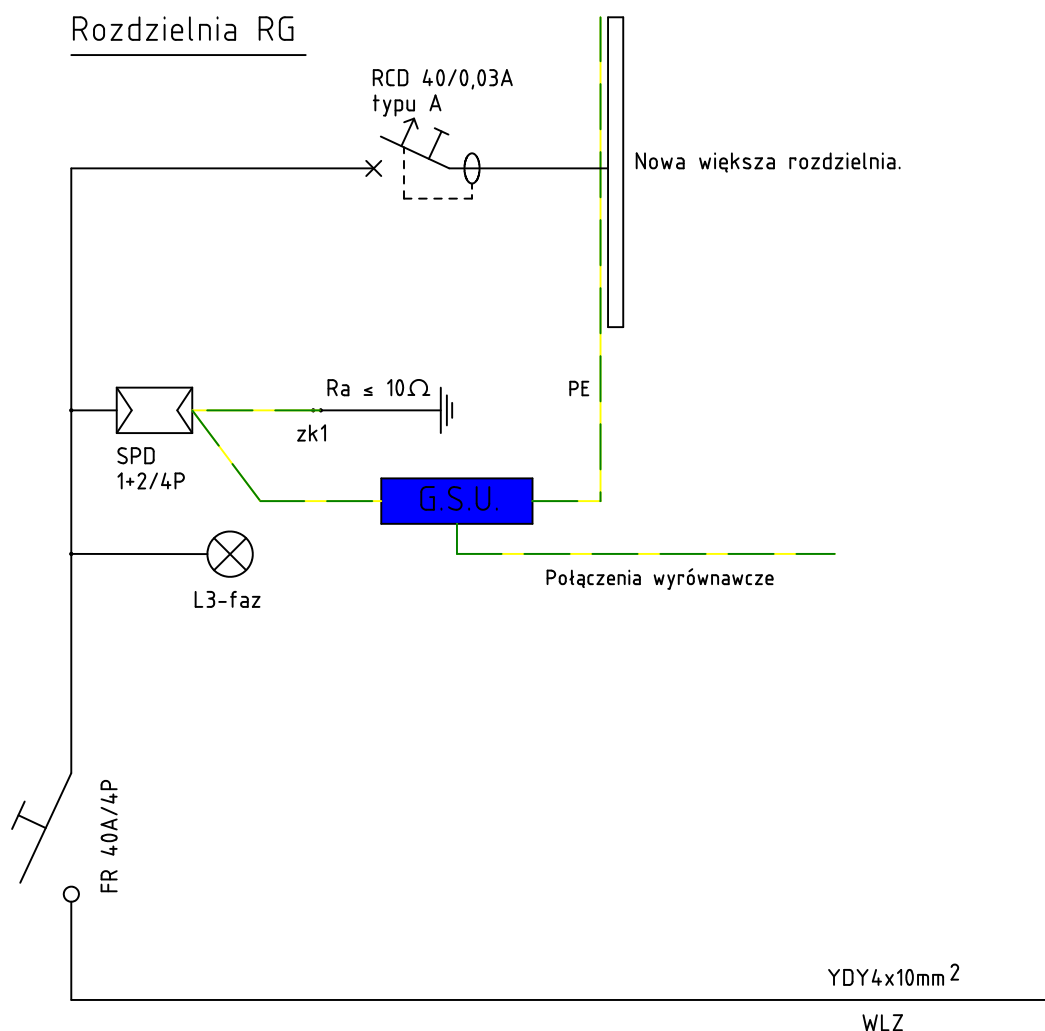 Rozdzielnia RG
RCD 40/0,03A
typu A
Nowa większa rozdzielnia.
Ra ≤ 10Ω
PE
zk1
SPD
1+2/4P
G.S.U.
Połączenia wyrównawcze
L3-faz
FR 40A/4P
YDY4x10mm²
WLZ